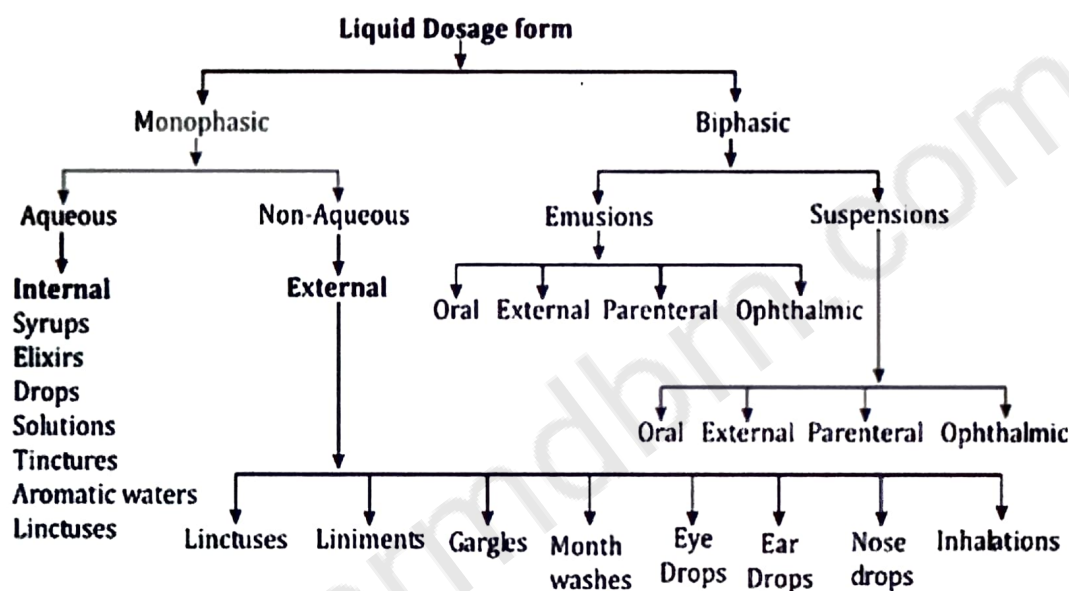 Liquid Dosage form
Monophasic Biphasic
Aqueous Non-Aqueous Emusions Suspensions
Internal External
Syrups
Elixirs
Drops
Solutions
Tinctures
Aromatic waters
Linctuses
Oral External Parenteral Ophthalmic
Oral External Parenteral Ophthalmic
Linctuses Liniments Gargles Month washes Eye Drops Ear Drops Nose drops Inhalations
rmdbm.com